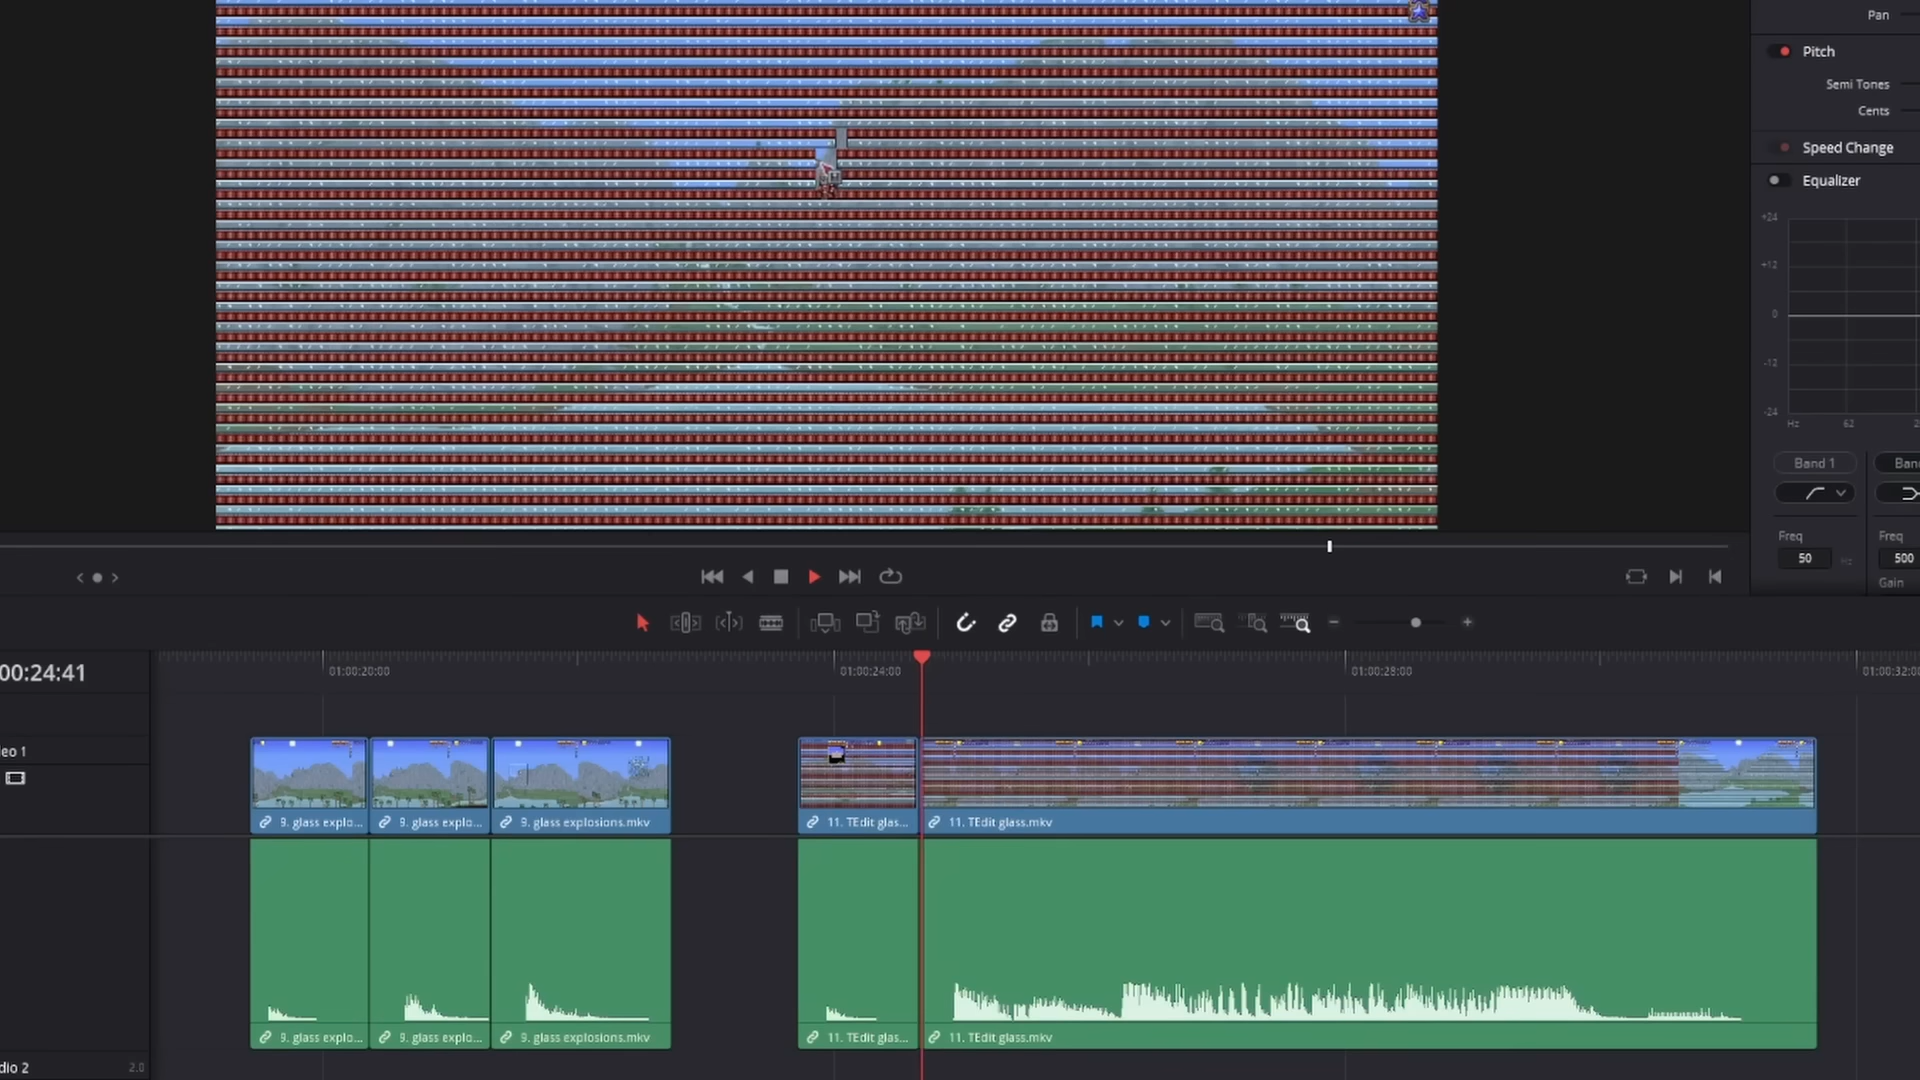 Pan
Pitch
Semi Tones
Cents
Speed Change
Equalizer
+24
+12
0
-12
-24
Hz
62
Band 1
Freq
50
Hz
Freq
500
Gain
00:24:41
01:00:20:00
01:00:24:00
01:00:28:00
01:00:32:00
eo 1
9. glass explo...
9. glass explo...
9. glass explosions.mkv
11. TEdit glas...
11. TEdit glass.mkv
9. glass explo...
9. glass explo...
9. glass explosions.mkv
11. TEdit glas...
11. TEdit glass.mkv
dio 2
2.0